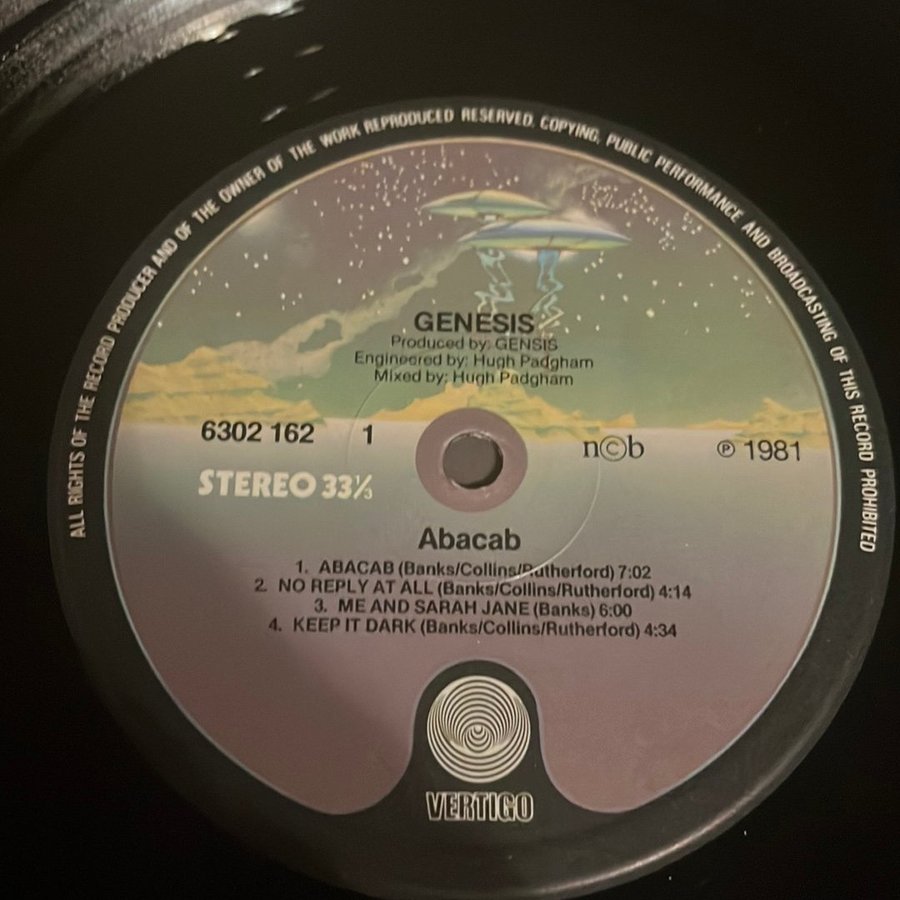 ALL RIGHTS OF THE RECORD PRODUCER AND OF THE OWNER OF THE WORK REPRODUCED RESERVED. COPYING, PUBLIC PERFORMANCE AND BROADCASTING OF THIS RECORD PROHIBITED
GENESIS
Produced by: GENSIS
Engineered by: Hugh Padgham
Mixed by: Hugh Padgham
6302 162 1 n©b ℗ 1981
STEREO 33⅓
Abacab
1. ABACAB (Banks/Collins/Rutherford) 7:02
2. NO REPLY AT ALL (Banks/Collins/Rutherford) 4:14
3. ME AND SARAH JANE (Banks) 6:00
4. KEEP IT DARK (Banks/Collins/Rutherford) 4:34
VERTIGO